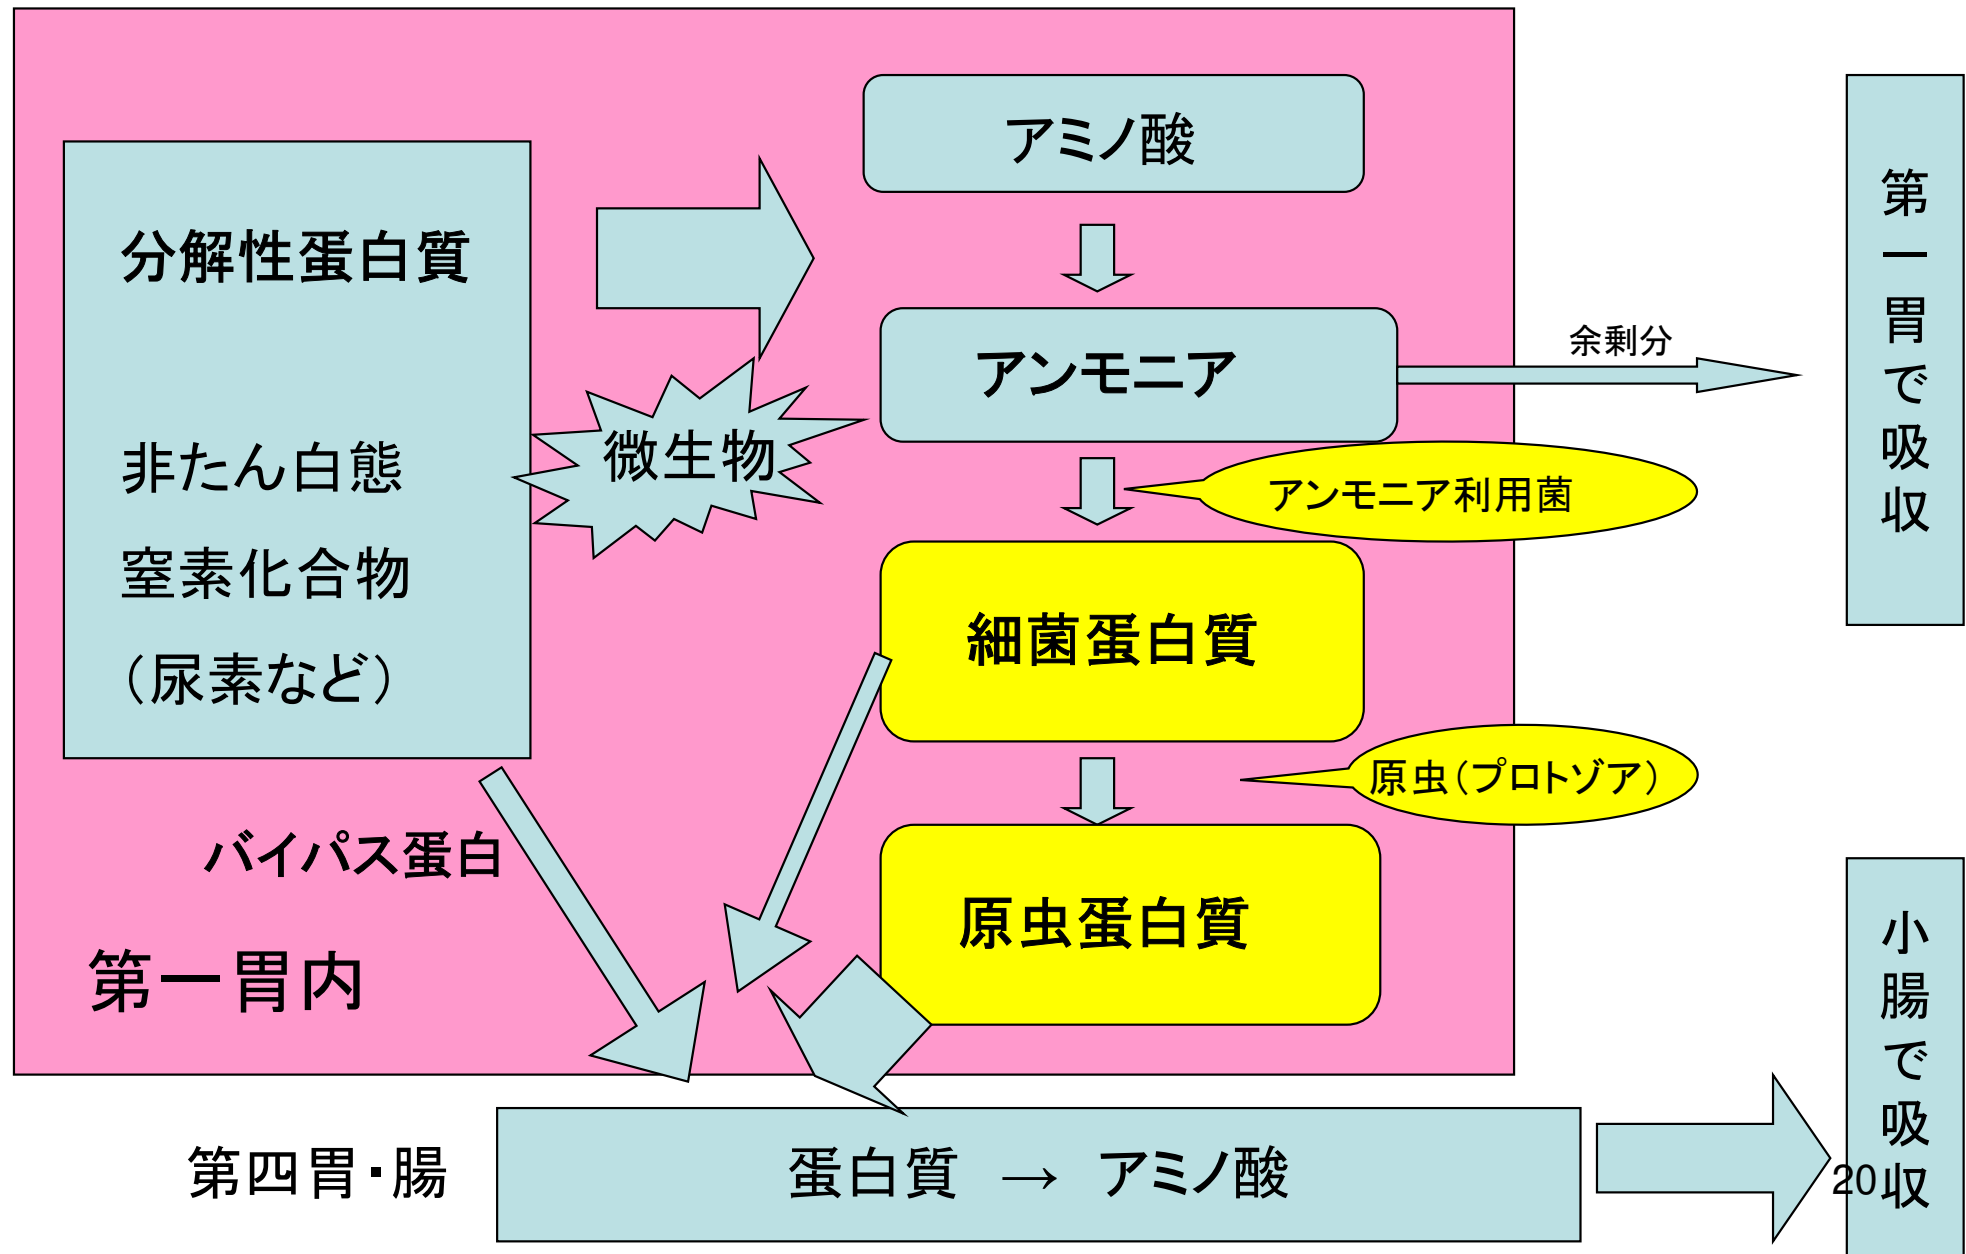 分解性蛋白質
非たん白態
窒素化合物
（尿素など）
微生物
アミノ酸
アンモニア
余剰分
アンモニア利用菌
細菌蛋白質
原虫（プロトゾア）
原虫蛋白質
バイパス蛋白
第一胃内
第四胃・腸
蛋白質 → アミノ酸
第一胃で吸収
小腸で吸収
20